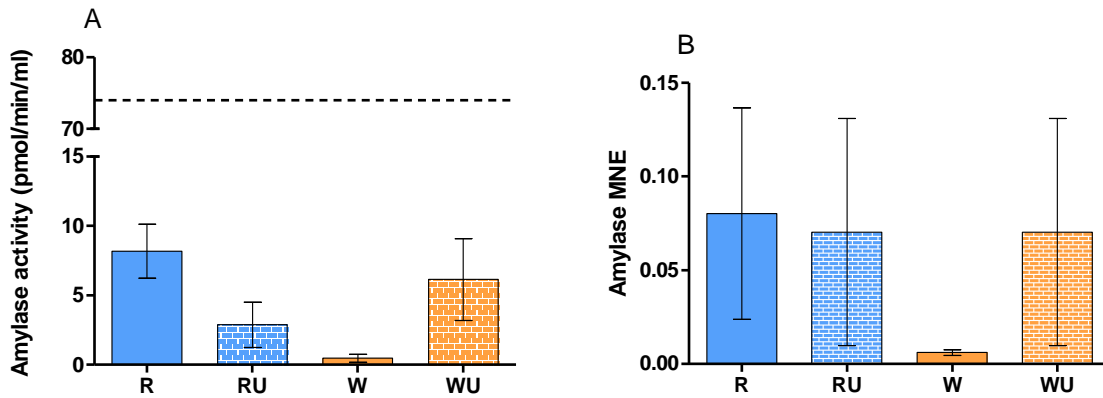 A
Amylase activity (pmol/min/ml)
80
70
15
10
5
0
R RU W WU
B
Amylase MNE
0.15
0.10
0.05
0.00
R RU W WU